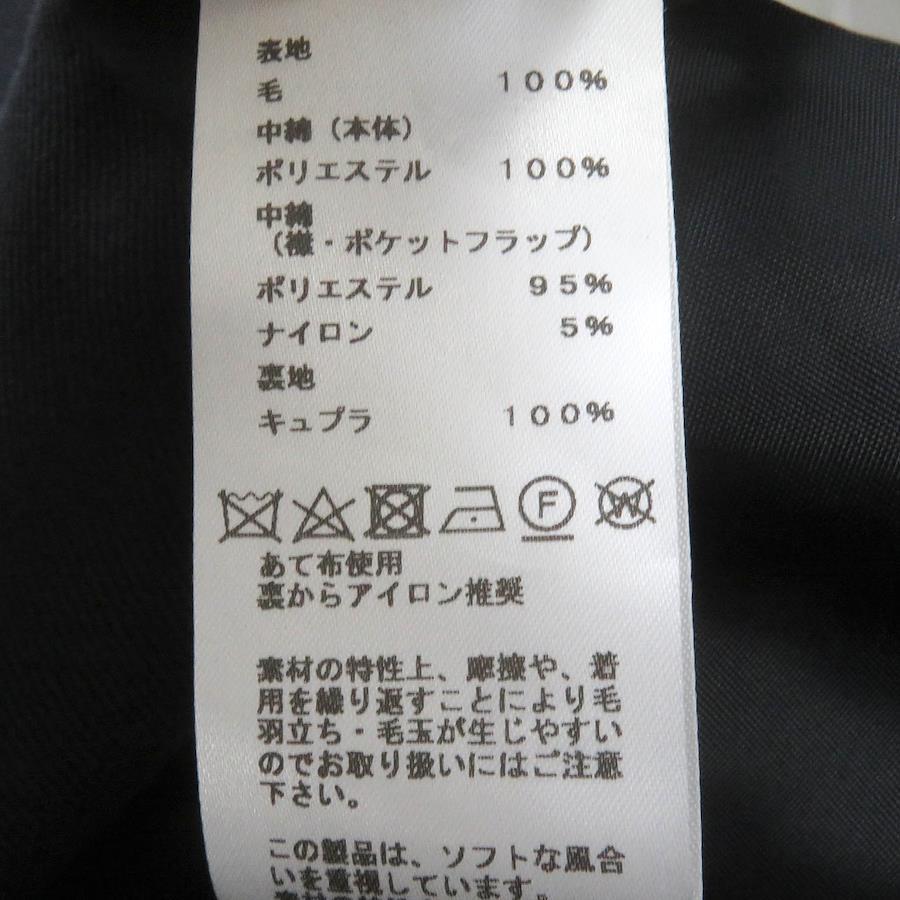 表地
毛 100%
中綿（本体）
ポリエステル 100%
中綿
（襟・ポケットフラップ）
ポリエステル 95%
ナイロン 5%
裏地
キュプラ 100%
F W
あて布使用
裏からアイロン推奨
素材の特性上、摩擦や、着
用を繰り返すことにより毛
羽立ち・毛玉が生じやすい
のでお取り扱いにはご注意
下さい。
この製品は、ソフトな風合
いを重視しています。